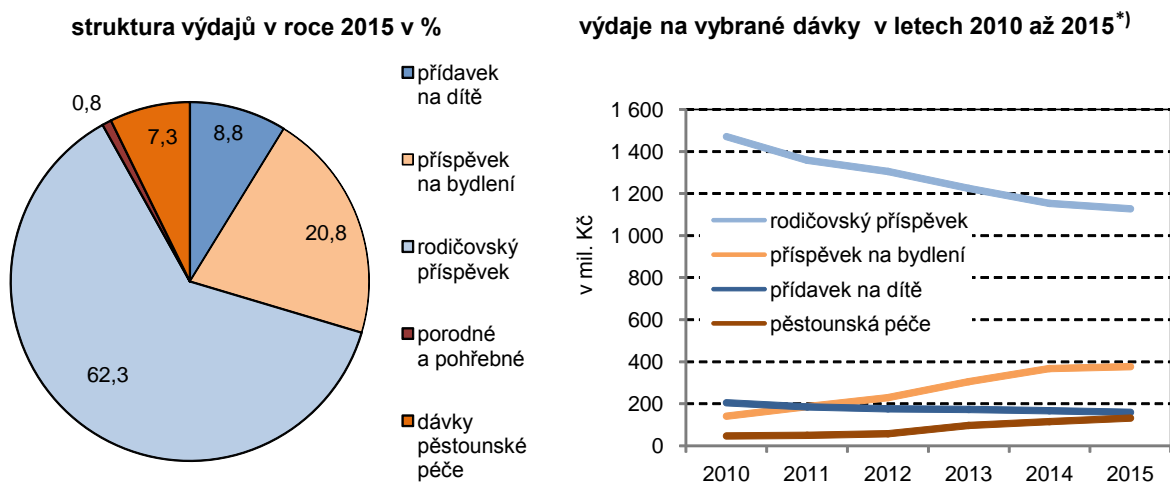 struktura výdajů v roce 2015 v %
0,8
7,3
8,8
20,8
62,3
přídavek
na dítě
příspěvek
na bydlení
rodičovský
příspěvek
porodné
a pohřebné
dávky
pěstounské
péče
výdaje na vybrané dávky v letech 2010 až 2015*)
v mil. Kč
1 600
1 400
1 200
1 000
800
600
400
200
0
rodičovský příspěvek
příspěvek na bydlení
přídavek na dítě
pěstounská péče
2010 2011 2012 2013 2014 2015